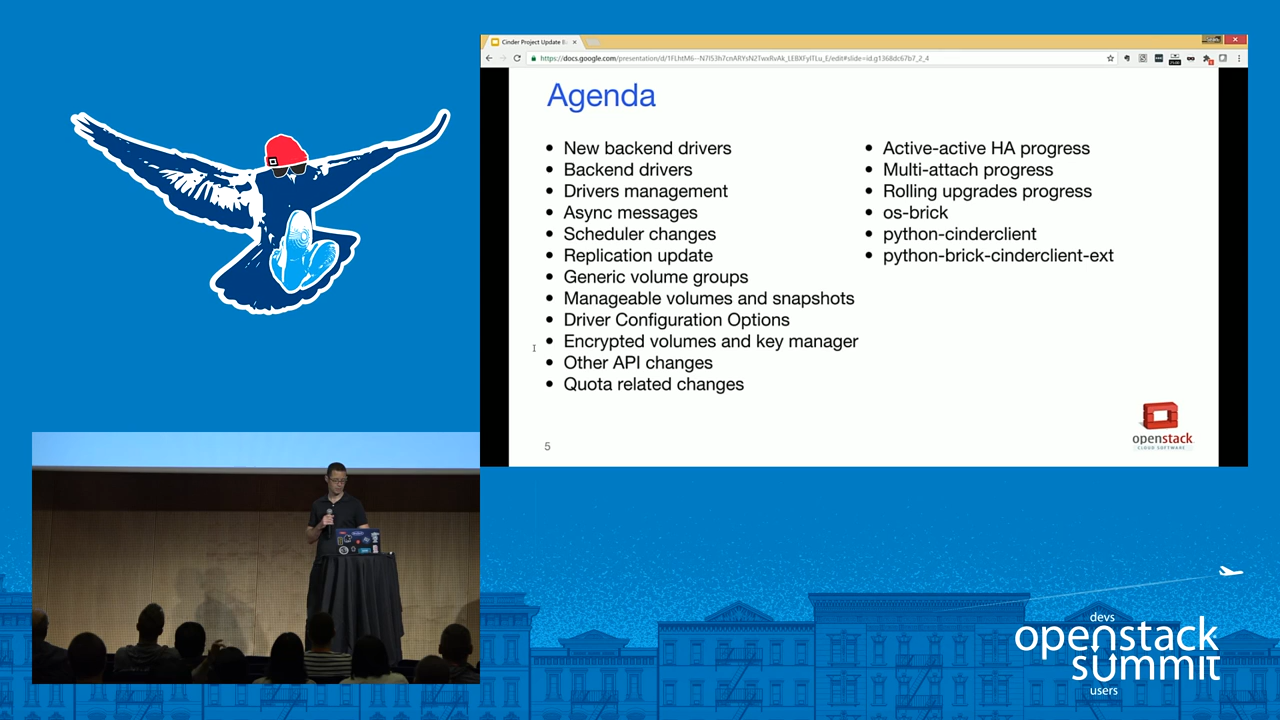 Cinder Project Update B
https://docs.google.com/presentation/d/1FLhtM6--N7I53h7cnARYsN2TwxRvAk_LEBXFyITLu_E/edit#slide=id.g1368dc67b7_2_4
Agenda
• New backend drivers
• Backend drivers
• Drivers management
• Async messages
• Scheduler changes
• Replication update
• Generic volume groups
• Manageable volumes and snapshots
• Driver Configuration Options
• Encrypted volumes and key manager
• Other API changes
• Quota related changes
• Active-active HA progress
• Multi-attach progress
• Rolling upgrades progress
• os-brick
• python-cinderclient
• python-brick-cinderclient-ext
5
openstack
CLOUD SOFTWARE
devs
openstack
summit
users